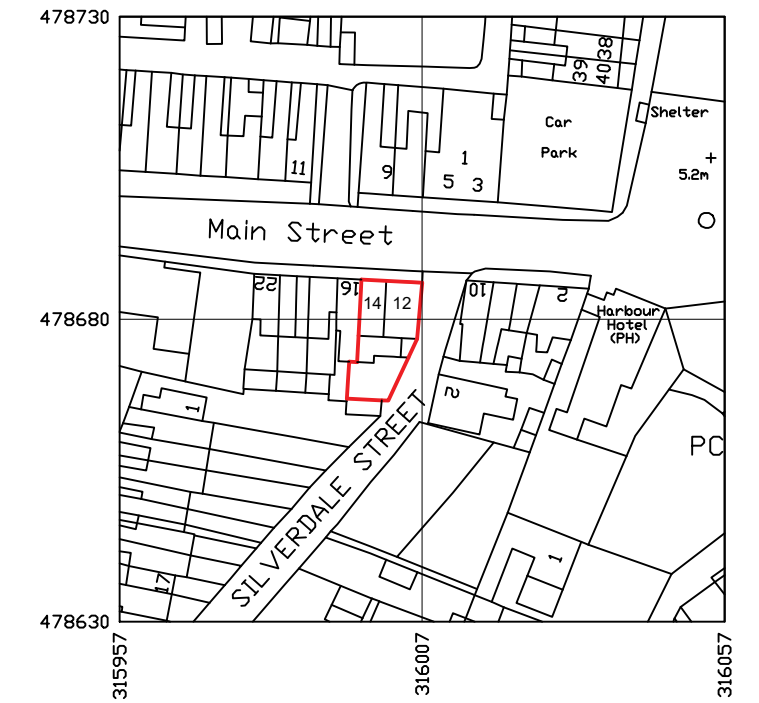 478730
38
39
40
Shelter
Car
Park
+
5.2m
11
9
1
5 3
Main Street
22
16
14
12
10
2
478680
Harbour
Hotel
(PH)
1
2
SILVERDALE STREET
PC
1
17
478630
315957
316007
316057